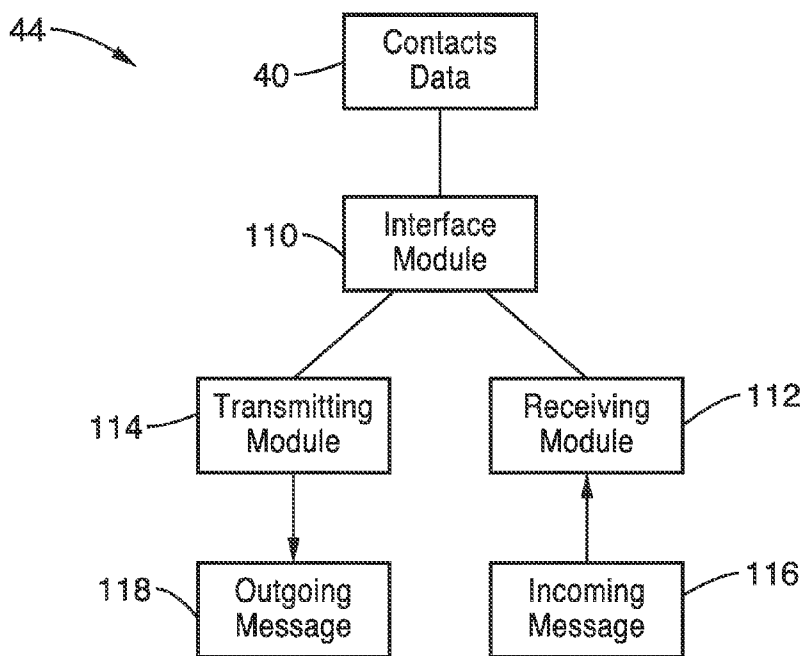 44
Contacts
Data
40
Interface
Module
110
Transmitting
Module
114
Receiving
Module
112
Outgoing
Message
118
Incoming
Message
116